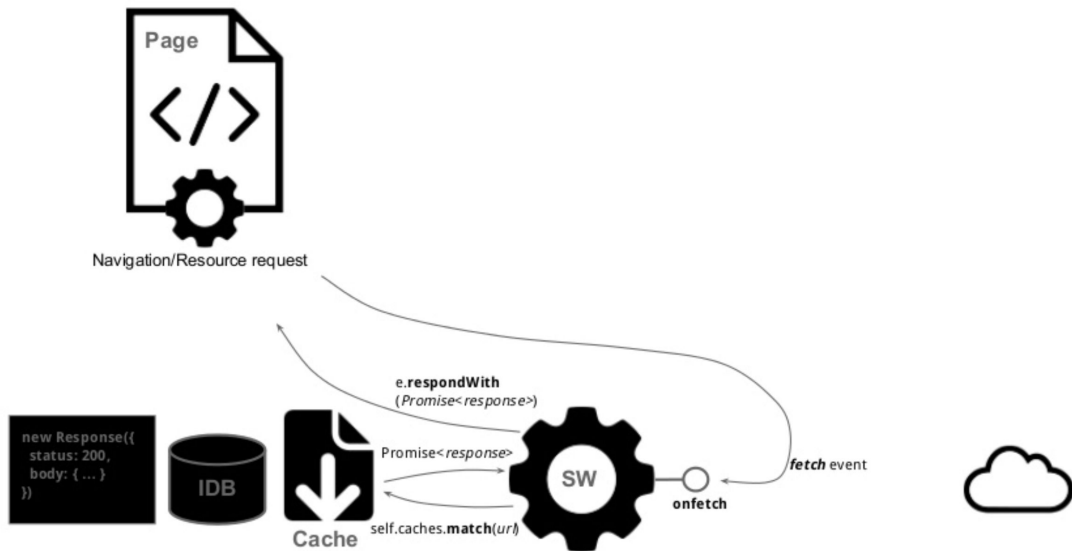 Page
Navigation/Resource request
e.respondWith
(Promise<response>)
new Response({
status: 200,
body: { ... }
})
IDB
Promise<response>
SW
fetch event
onfetch
self.caches.match(url)
Cache